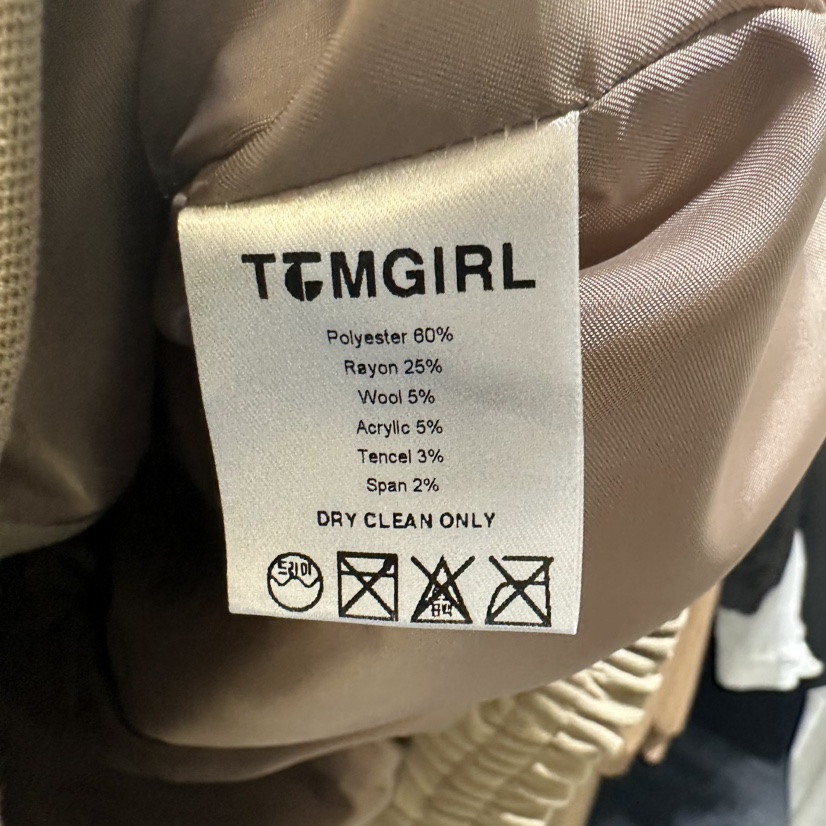 TOMGIRL
Polyester 60%
Rayon 25%
Wool 5%
Acrylic 5%
Tencel 3%
Span 2%
DRY CLEAN ONLY
드라이
표백